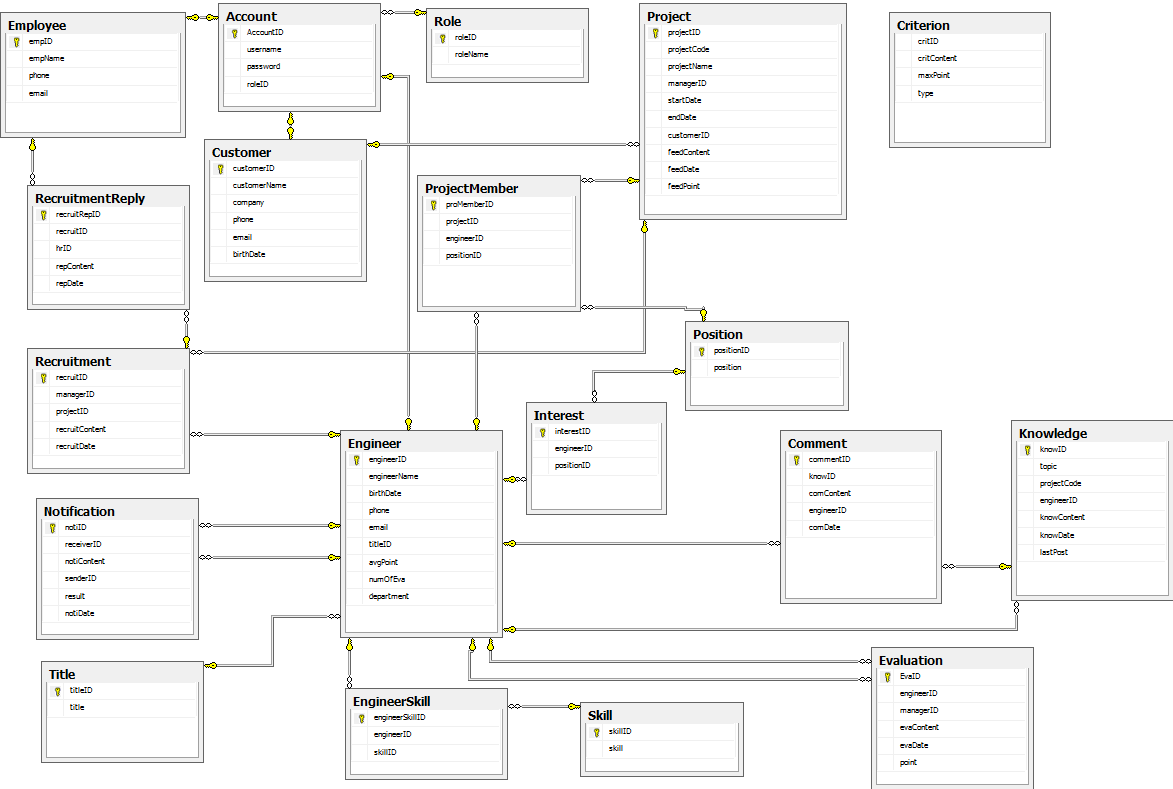 Employee
empID
empName
phone
email
Account
AccountID
username
password
roleID
Role
roleID
roleName
Project
projectID
projectCode
projectName
managerID
startDate
endDate
customerID
feedContent
feedDate
feedPoint
Criterion
critID
critContent
maxPoint
type
Customer
customerID
customerName
company
phone
email
birthDate
RecruitmentReply
recruitRepID
recruitID
hrID
repContent
repDate
ProjectMember
proMemberID
projectID
engineerID
positionID
Position
positionID
position
Recruitment
recruitID
managerID
projectID
recruitContent
recruitDate
Interest
interestID
engineerID
positionID
Engineer
engineerID
engineerName
birthDate
phone
email
titleID
avgPoint
numOfEva
department
Comment
commentID
knowID
comContent
engineerID
comDate
Knowledge
knowID
topic
projectCode
engineerID
knowContent
knowDate
lastPost
Notification
notiID
receiverID
notiContent
senderID
result
notiDate
Title
titleID
title
EngineerSkill
engineerSkillID
engineerID
skillID
Skill
skillID
skill
Evaluation
EvaID
engineerID
managerID
evaContent
evaDate
point